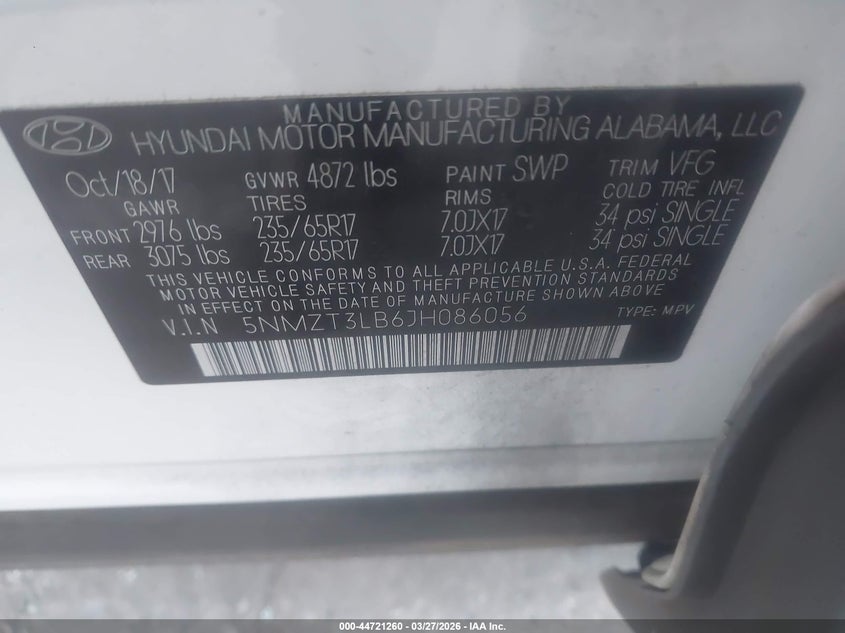 MANUFACTURED BY
HYUNDAI MOTOR MANUFACTURING ALABAMA, LLC
Oct/18/17 GVWR 4872 lbs PAINT SWP TRIM VFG
GAWR TIRES RIMS COLD TIRE INFL
FRONT 2976 lbs 235/65R17 7.0JX17 34 psi SINGLE
REAR 3075 lbs 235/65R17 7.0JX17 34 psi SINGLE
THIS VEHICLE CONFORMS TO ALL APPLICABLE U.S.A. FEDERAL
MOTOR VEHICLE SAFETY AND THEFT PREVENTION STANDARDS
IN EFFECT ON THE DATE OF MANUFACTURE SHOWN ABOVE
V.I.N 5NMZT3LB6JH086056 TYPE: MPV
000-44721260 - 03/27/2026 - IAA Inc.